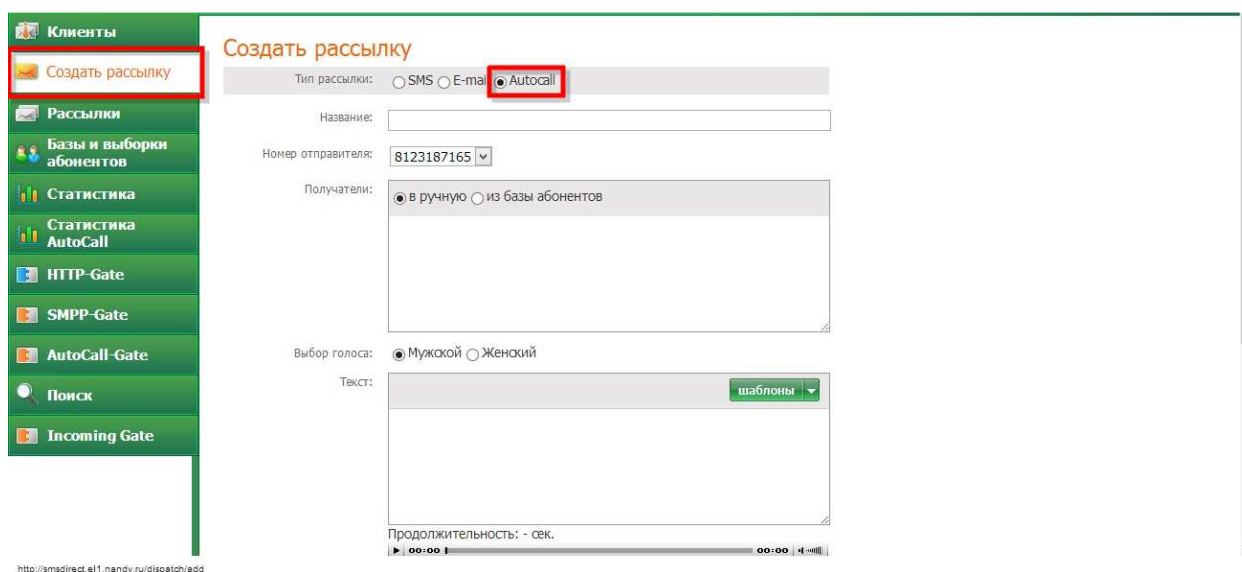 Клиенты
Создать рассылку
Рассылки
Базы и выборки
абонентов
Статистика
Статистика
AutoCall
HTTP-Gate
SMPP-Gate
AutoCall-Gate
Поиск
Incoming Gate
Создать рассылку
Тип рассылки: SMS E-mail Autocall
Название:
Номер отправителя: 8123187165
Получатели: в ручную из базы абонентов
Выбор голоса: Мужской Женский
Текст: шаблоны
Продолжительность: - сек.
00:00 00:00
http://smsdirect.el1.nandy.ru/dispatch/add